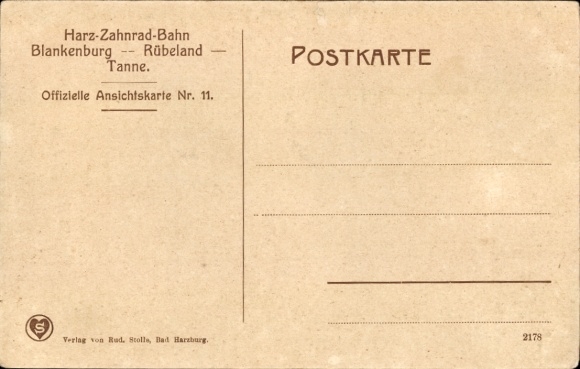 Harz-Zahnrad-Bahn
Blankenburg -- Rübeland —
Tanne.
Offizielle Ansichtskarte Nr. 11.
POSTKARTE
S
Verlag von Rud. Stolle, Bad Harzburg.
2178